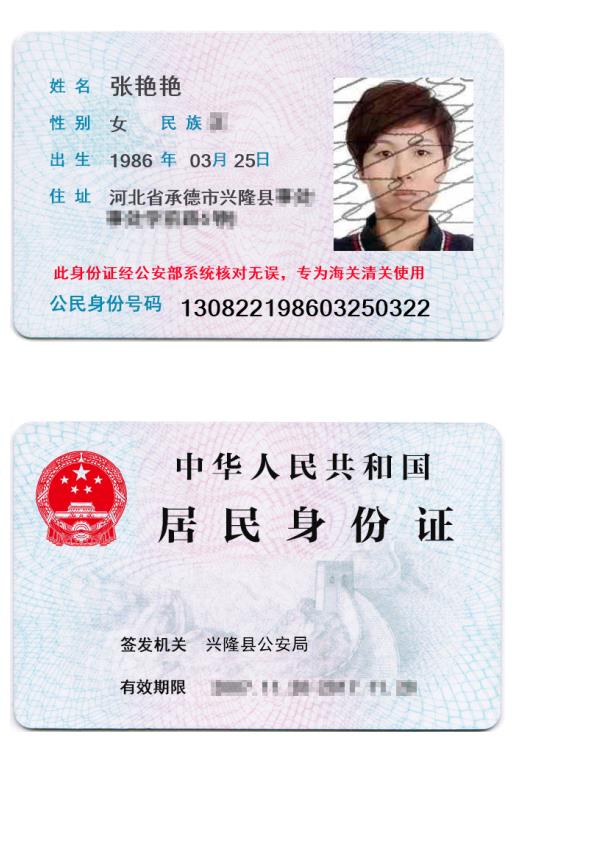 姓名 张艳艳
性别 女 民族
出生 1986 年 03月 25日
住址 河北省承德市兴隆县
此身份证经公安部系统核对无误，专为海关清关使用
公民身份号码 130822198603250322
中华人民共和国
居民身份证
签发机关 兴隆县公安局
有效期限